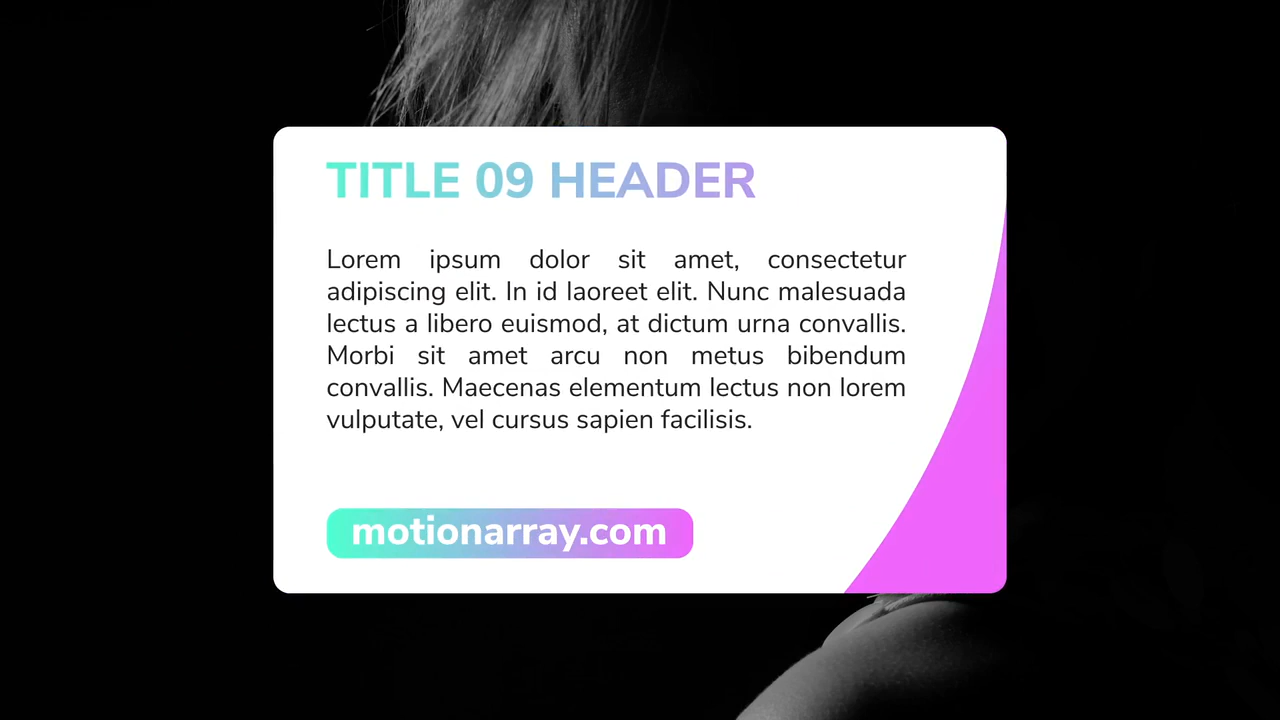 TITLE 09 HEADER
Lorem ipsum dolor sit amet, consectetur
adipiscing elit. In id laoreet elit. Nunc malesuada
lectus a libero euismod, at dictum urna convallis.
Morbi sit amet arcu non metus bibendum
convallis. Maecenas elementum lectus non lorem
vulputate, vel cursus sapien facilisis.
motionarray.com